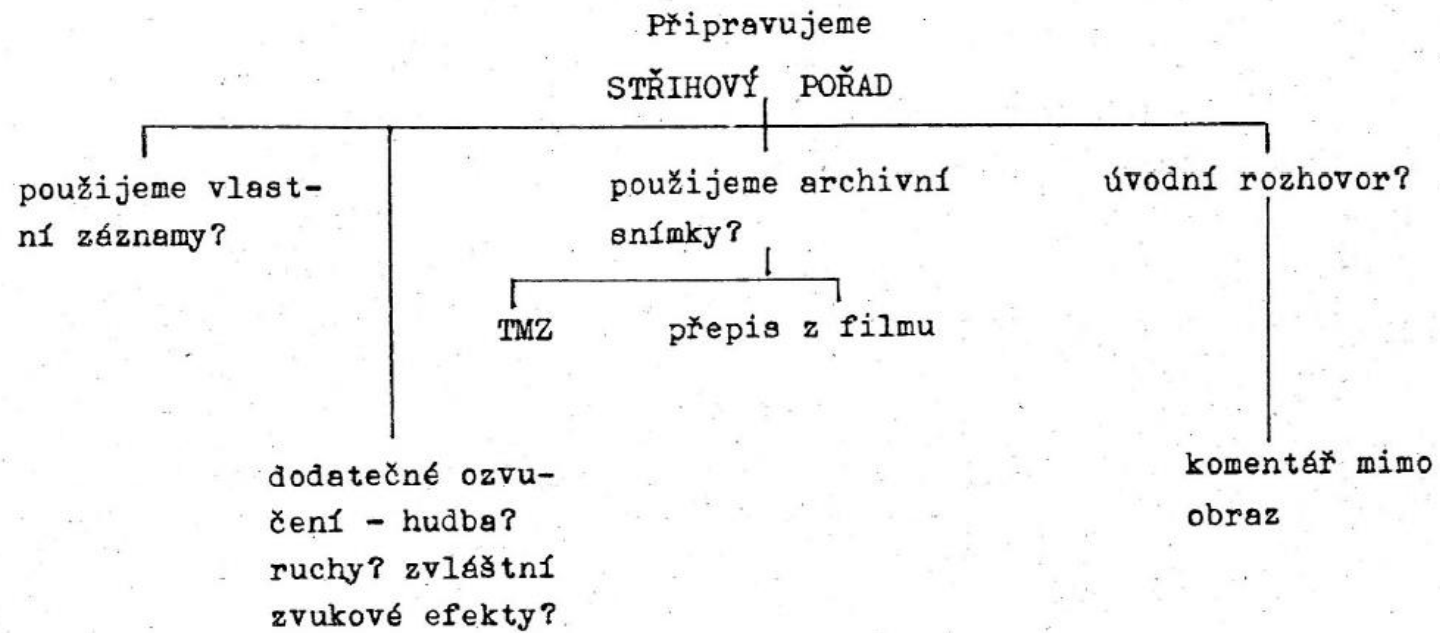 Připravujeme
STŘIHOVÝ POŘAD
použijeme vlast-
ní záznamy?
použijeme archivní
snímky?
úvodní rozhovor?
TMZ
přepis z filmu
dodatečné ozvu-
čení - hudba?
ruchy? zvláštní
zvukové efekty?
komentář mimo
obraz